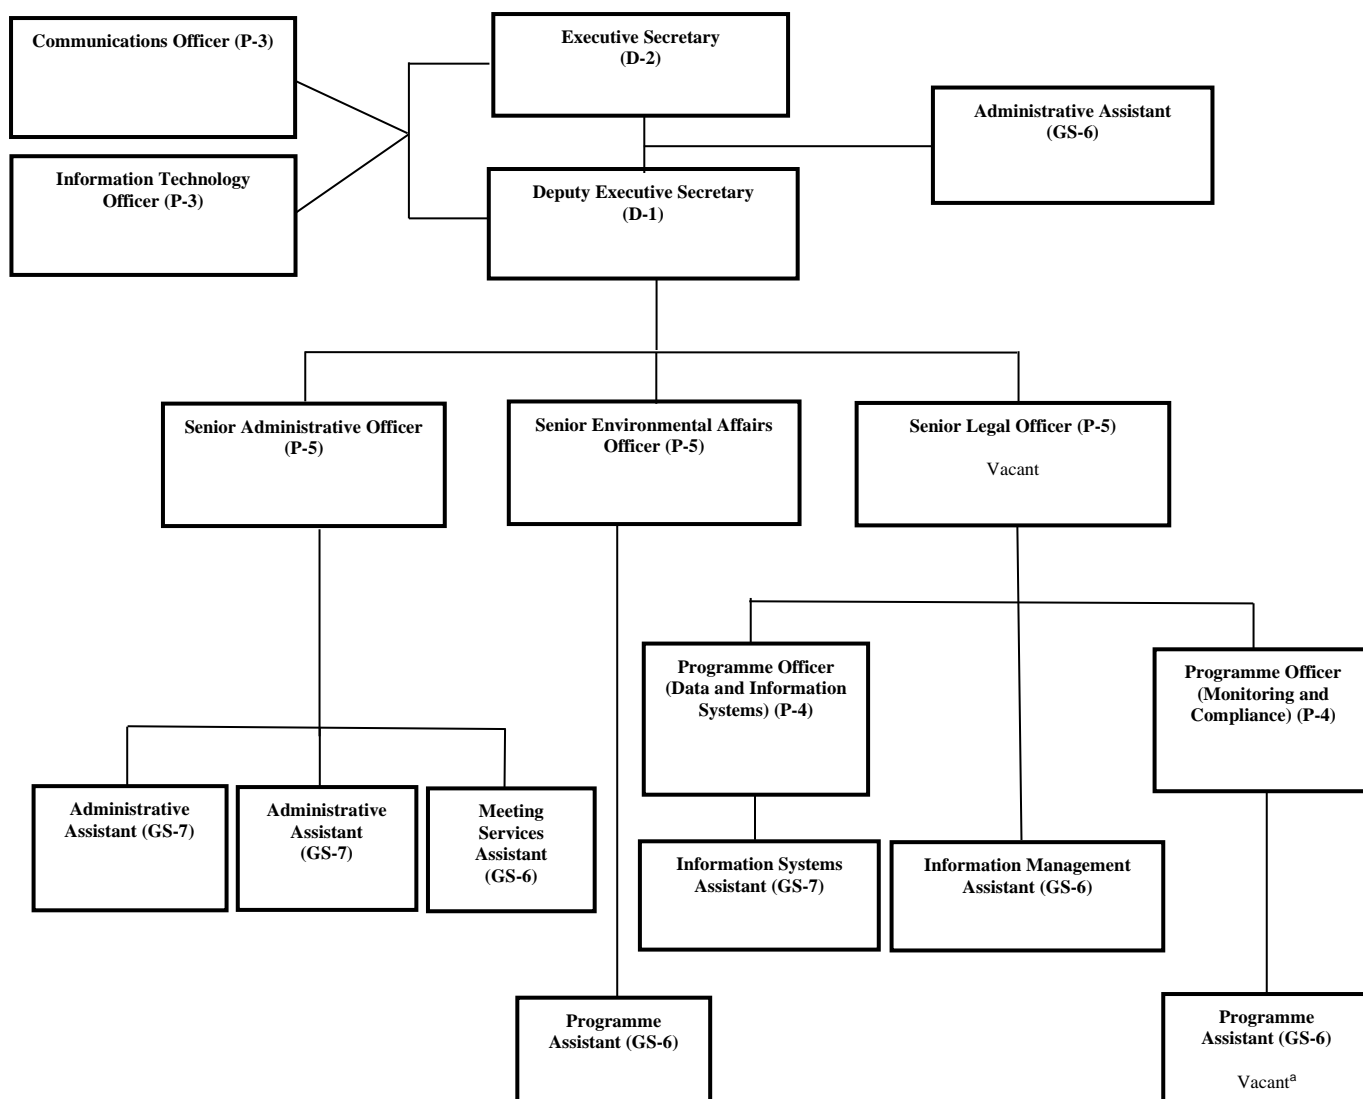 Communications Officer (P-3)
Executive Secretary
(D-2)
Administrative Assistant
(GS-6)
Information Technology
Officer (P-3)
Deputy Executive Secretary
(D-1)
Senior Administrative Officer
(P-5)
Senior Environmental Affairs
Officer (P-5)
Senior Legal Officer (P-5)
Vacant
Programme Officer
(Data and Information
Systems) (P-4)
Programme Officer
(Monitoring and
Compliance) (P-4)
Administrative
Assistant (GS-7)
Administrative
Assistant
(GS-7)
Meeting
Services
Assistant
(GS-6)
Information Systems
Assistant (GS-7)
Information Management
Assistant (GS-6)
Programme
Assistant (GS-6)
Programme
Assistant (GS-6)
Vacantᵃ